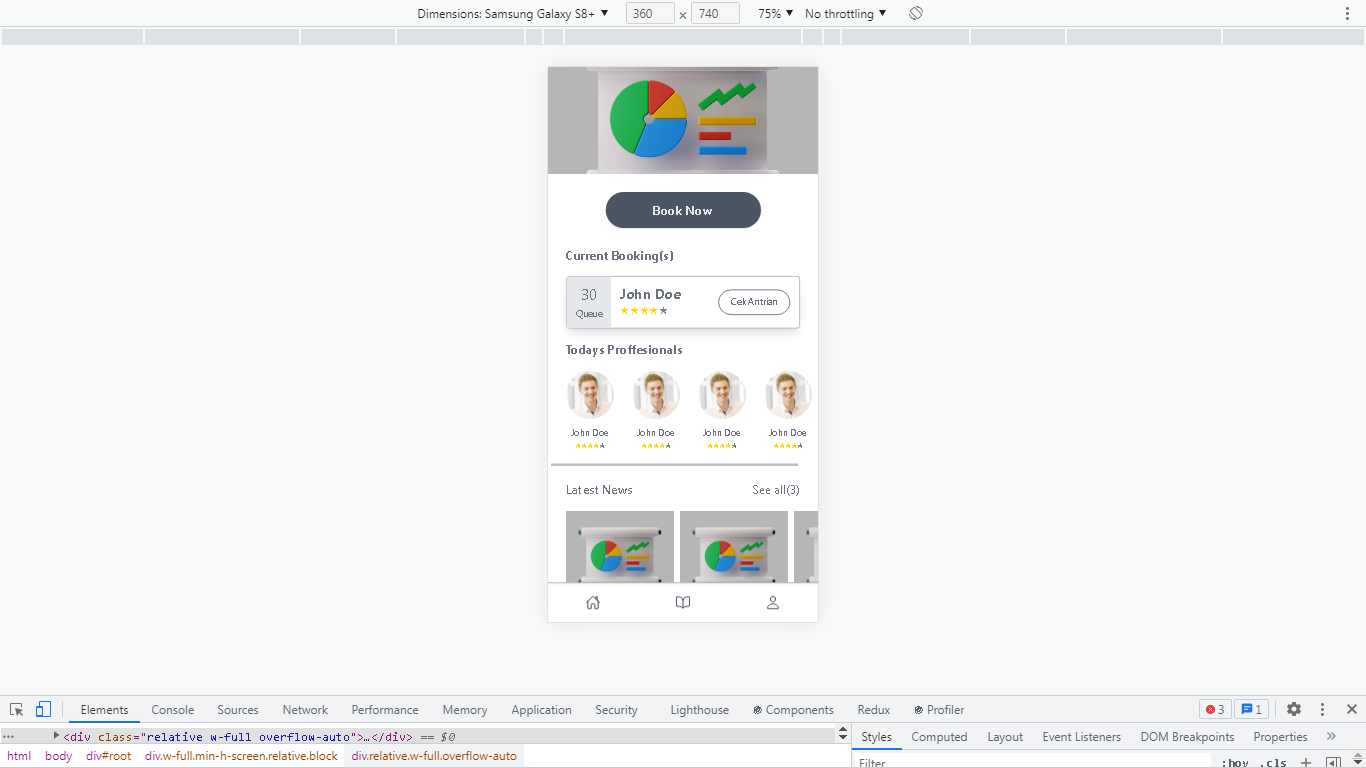 Dimensions: Samsung Galaxy S8+ ▼ 360 × 740 75% ▼ No throttling ▼
Book Now
Current Booking(s)
30
Queue
John Doe
★★★★★
Cek Antrian
Todays Proffesionals
John Doe John Doe John Doe John Doe
★★★★★ ★★★★★ ★★★★★ ★★★★★
Latest News See all(3)
Elements Console Sources Network Performance Memory Application Security Lighthouse Components Redux Profiler 3 1
<div class="relative w-full overflow-auto">…</div> == $0
html body div#root div.w-full.min-h-screen.relative.block div.relative.w-full.overflow-auto
Styles Computed Layout Event Listeners DOM Breakpoints Properties »
Filter :hov .cls +